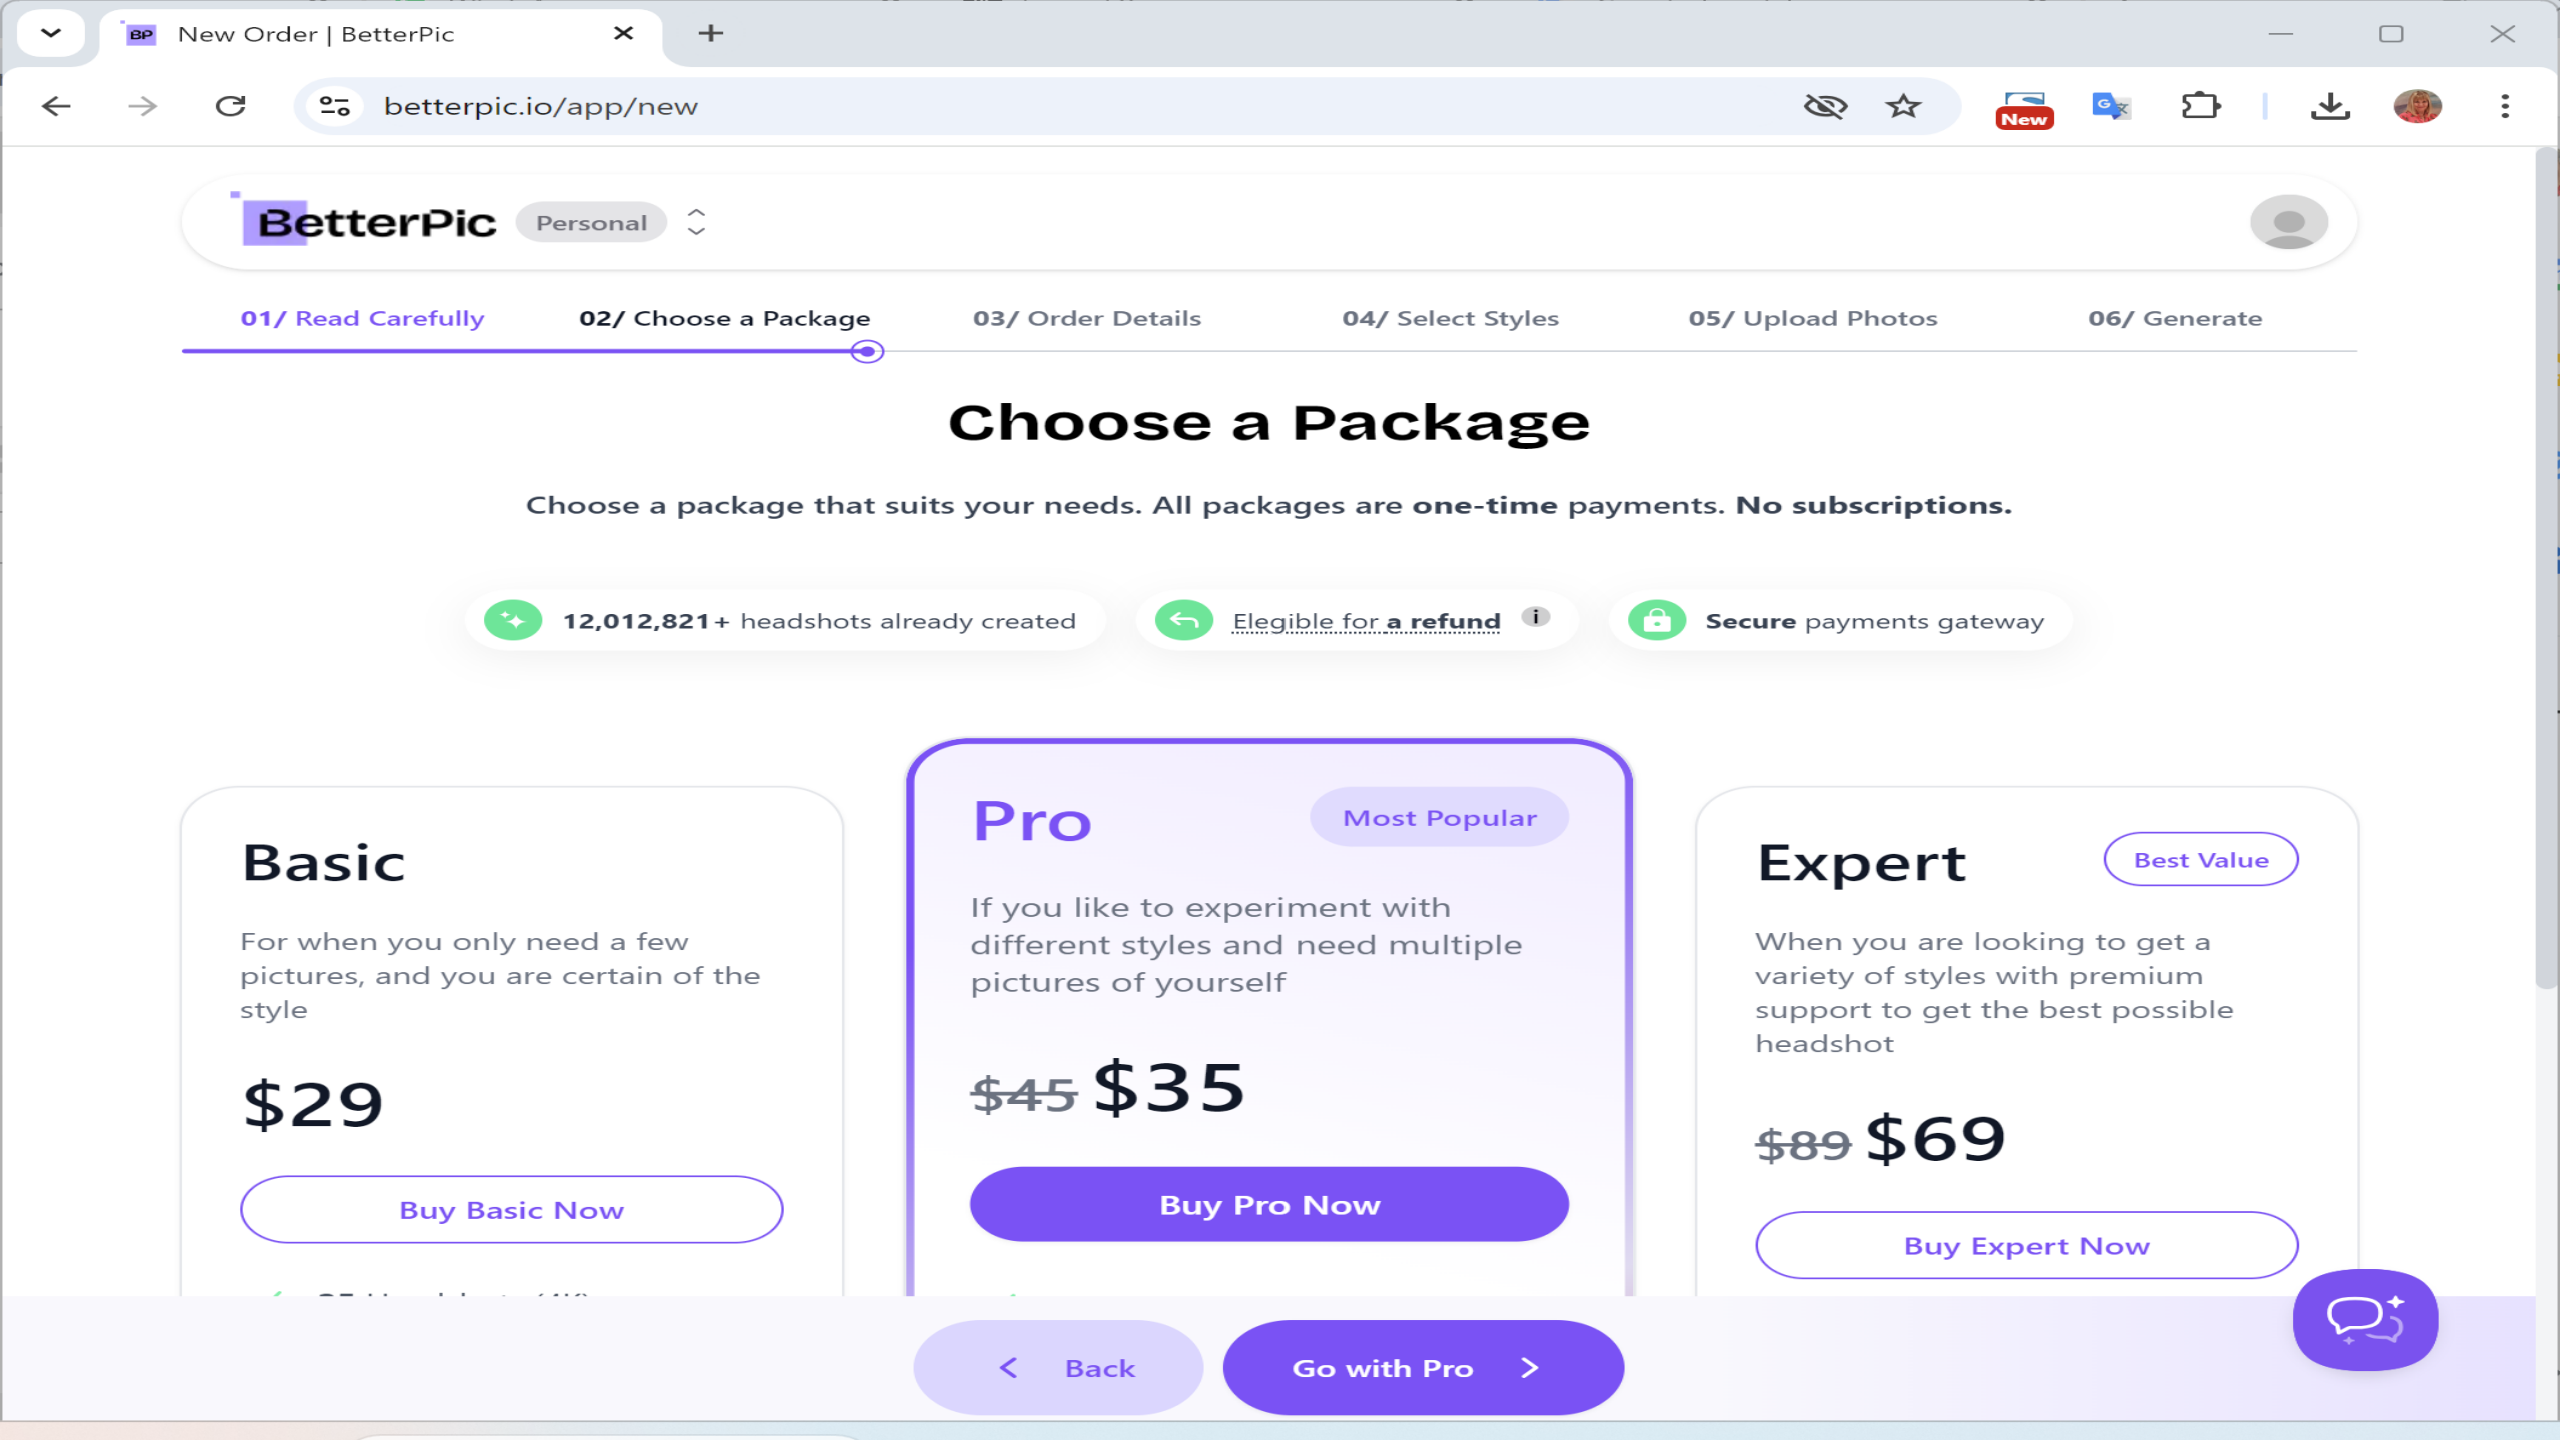 BP New Order | BetterPic
betterpic.io/app/new
New
BetterPic Personal
01/ Read Carefully 02/ Choose a Package 03/ Order Details 04/ Select Styles 05/ Upload Photos 06/ Generate
Choose a Package
Choose a package that suits your needs. All packages are one-time payments. No subscriptions.
12,012,821+ headshots already created
Elegible for a refund i
Secure payments gateway
Basic
For when you only need a few
pictures, and you are certain of the
style
$29
Buy Basic Now
Pro
Most Popular
If you like to experiment with
different styles and need multiple
pictures of yourself
$45 $35
Buy Pro Now
Expert
Best Value
When you are looking to get a
variety of styles with premium
support to get the best possible
headshot
$89 $69
Buy Expert Now
Back
Go with Pro